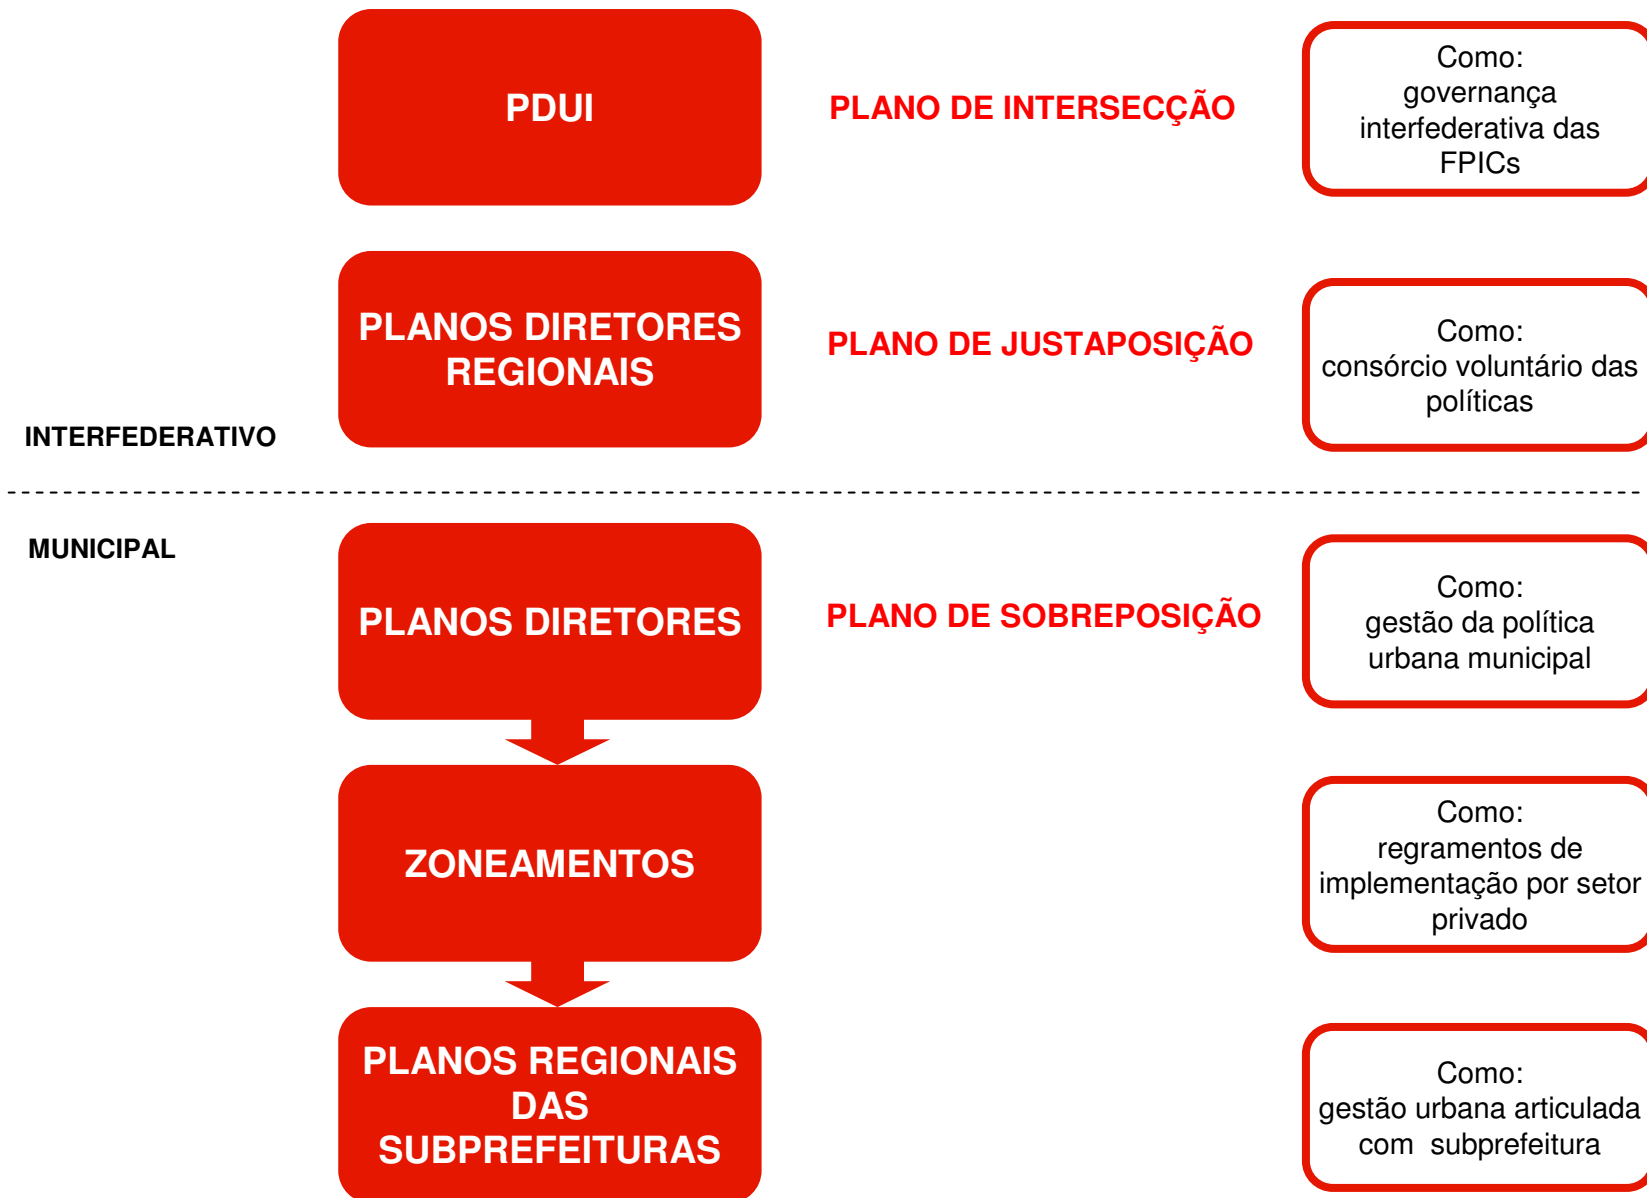 PDUI
PLANO DE INTERSECÇÃO
Como:
governança
interfederativa das
FPICs
PLANOS DIRETORES
REGIONAIS
PLANO DE JUSTAPOSIÇÃO
Como:
consórcio voluntário das
políticas
INTERFEDERATIVO
MUNICIPAL
PLANOS DIRETORES
PLANO DE SOBREPOSIÇÃO
Como:
gestão da política
urbana municipal
ZONEAMENTOS
Como:
regramentos de
implementação por setor
privado
PLANOS REGIONAIS
DAS
SUBPREFEITURAS
Como:
gestão urbana articulada
com subprefeitura